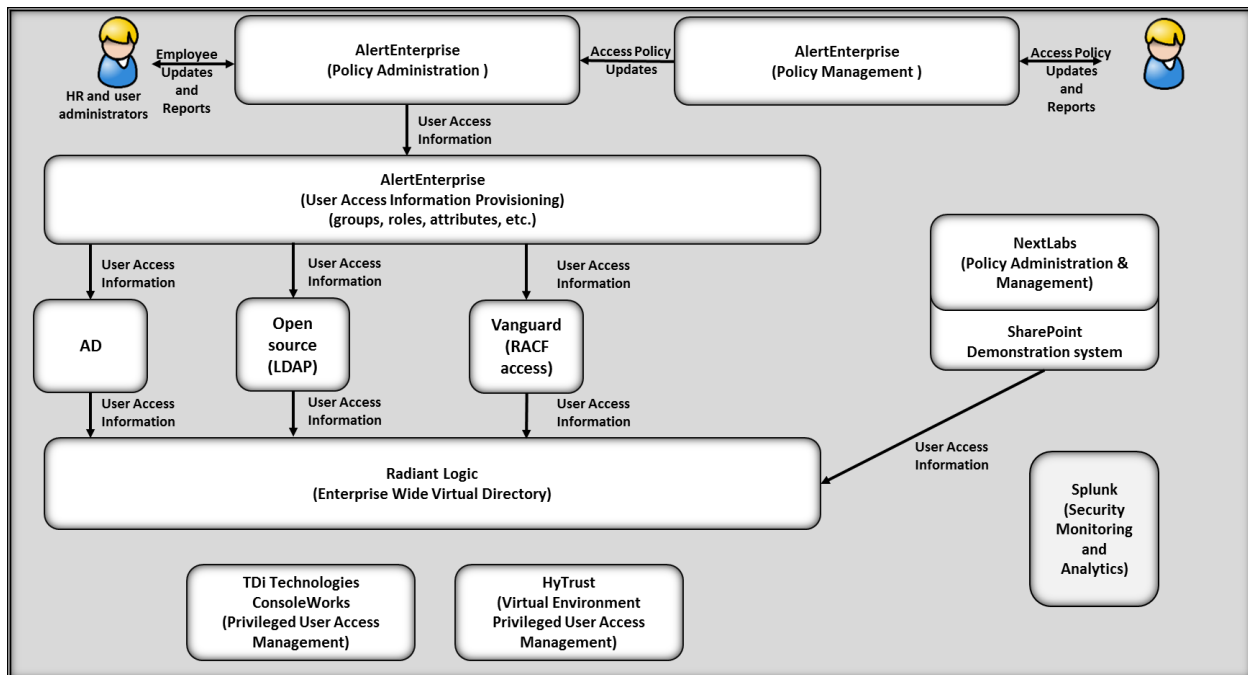 Employee
Updates
and
Reports
HR and user
administrators
AlertEnterprise
(Policy Administration )
Access Policy
Updates
AlertEnterprise
(Policy Management )
Access Policy
Updates
and
Reports
User Access
Information
AlertEnterprise
(User Access Information Provisioning)
(groups, roles, attributes, etc.)
User Access
Information
User Access
Information
User Access
Information
NextLabs
(Policy Administration &
Management)
SharePoint
Demonstration system
AD
Open
source
(LDAP)
Vanguard
(RACF
access)
User Access
Information
User Access
Information
User Access
Information
User Access
Information
Radiant Logic
(Enterprise Wide Virtual Directory)
Splunk
(Security
Monitoring
and
Analytics)
TDi Technologies
ConsoleWorks
(Privileged User Access
Management)
HyTrust
(Virtual Environment
Privileged User Access
Management)